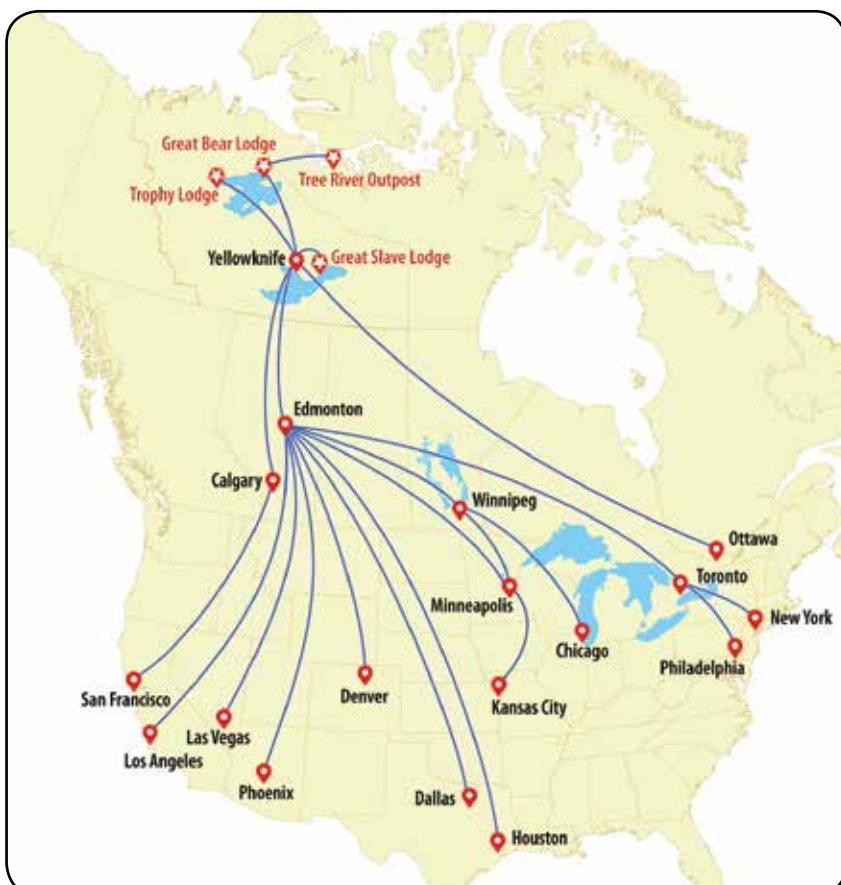 Great Bear Lodge
Tree River Outpost
Trophy Lodge
Yellowknife
Great Slave Lodge
Edmonton
Calgary
Winnipeg
Ottawa
Toronto
Minneapolis
New York
Chicago
Philadelphia
San Francisco
Denver
Kansas City
Las Vegas
Los Angeles
Phoenix
Dallas
Houston